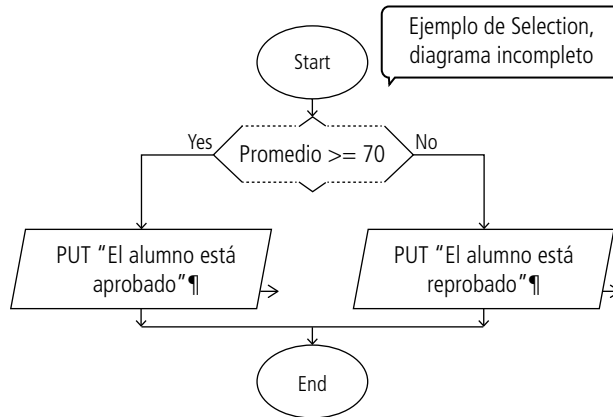 Ejemplo de Selection,
diagrama incompleto
Start
Yes
Promedio >= 70
No
PUT “El alumno está
aprobado”¶
PUT “El alumno está
reprobado”¶
End